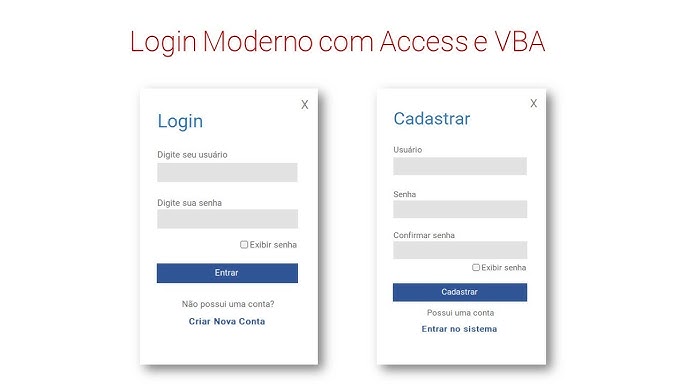 Login Moderno com Access e VBA
X
Login
Digite seu usuário
Digite sua senha
Exibir senha
Entrar
Não possui uma conta?
Criar Nova Conta
X
Cadastrar
Usuário
Senha
Confirmar senha
Exibir senha
Cadastrar
Possui uma conta
Entrar no sistema